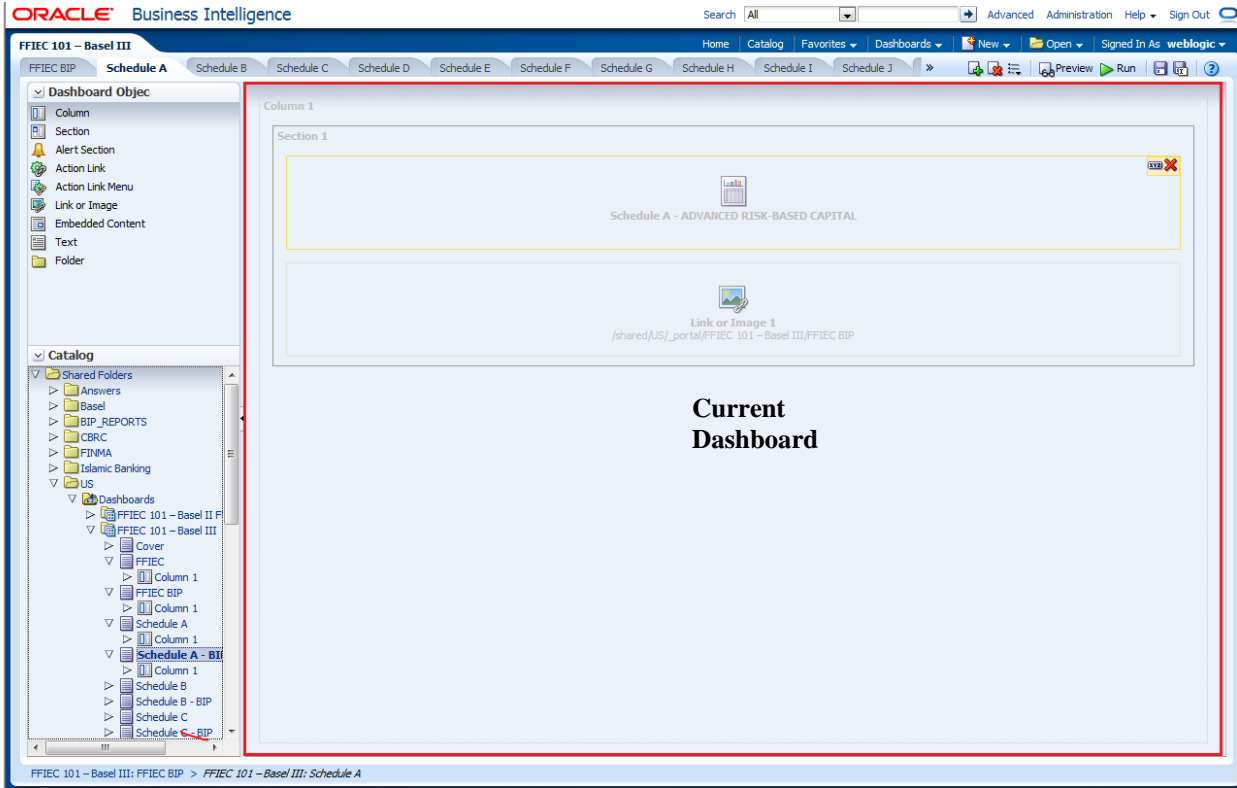 ORACLE Business Intelligence
Search All Advanced Administration Help Sign Out
FFIEC 101 – Basel III
Home Catalog Favorites Dashboards New Open Signed In As weblogic
FFIEC BIP Schedule A Schedule B Schedule C Schedule D Schedule E Schedule F Schedule G Schedule H Schedule I Schedule J » Preview Run
Dashboard Objec
Column
Section
Alert Section
Action Link
Action Link Menu
Link or Image
Embedded Content
Text
Folder
Column 1
Section 1
XYZ
Schedule A - ADVANCED RISK-BASED CAPITAL
Link or Image 1
/shared/US/_portal/FFIEC 101 – Basel III/FFIEC BIP
Current
Dashboard
Catalog
Shared Folders
Answers
Basel
BIP_REPORTS
CBRC
FINMA
Islamic Banking
US
Dashboards
FFIEC 101 – Basel II F
FFIEC 101 – Basel III
Cover
FFIEC
Column 1
FFIEC BIP
Column 1
Schedule A
Column 1
Schedule A - BI
Column 1
Schedule B
Schedule B - BIP
Schedule C
Schedule C - BIP
FFIEC 101 – Basel III: FFIEC BIP > FFIEC 101 – Basel III: Schedule A